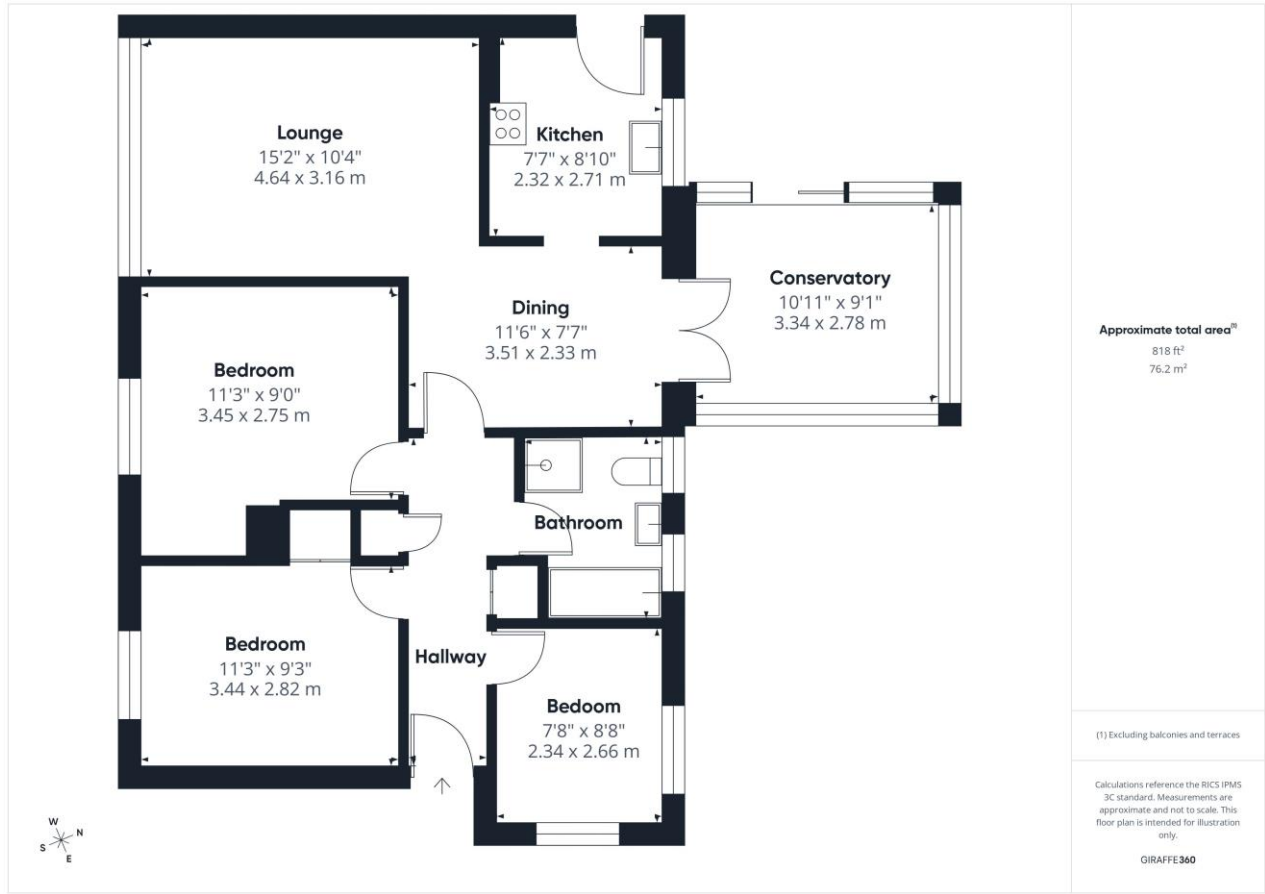 Lounge
15'2" x 10'4"
4.64 x 3.16 m
Kitchen
7'7" x 8'10"
2.32 x 2.71 m
Conservatory
10'11" x 9'1"
3.34 x 2.78 m
Dining
11'6" x 7'7"
3.51 x 2.33 m
Bedroom
11'3" x 9'0"
3.45 x 2.75 m
Bathroom
Bedroom
11'3" x 9'3"
3.44 x 2.82 m
Hallway
Bedoom
7'8" x 8'8"
2.34 x 2.66 m
W
N
S
E
Approximate total area(1)
818 ft²
76.2 m²
(1) Excluding balconies and terraces
Calculations reference the RICS IPMS
3C standard. Measurements are
approximate and not to scale. This
floor plan is intended for illustration
only.
GIRAFFE360